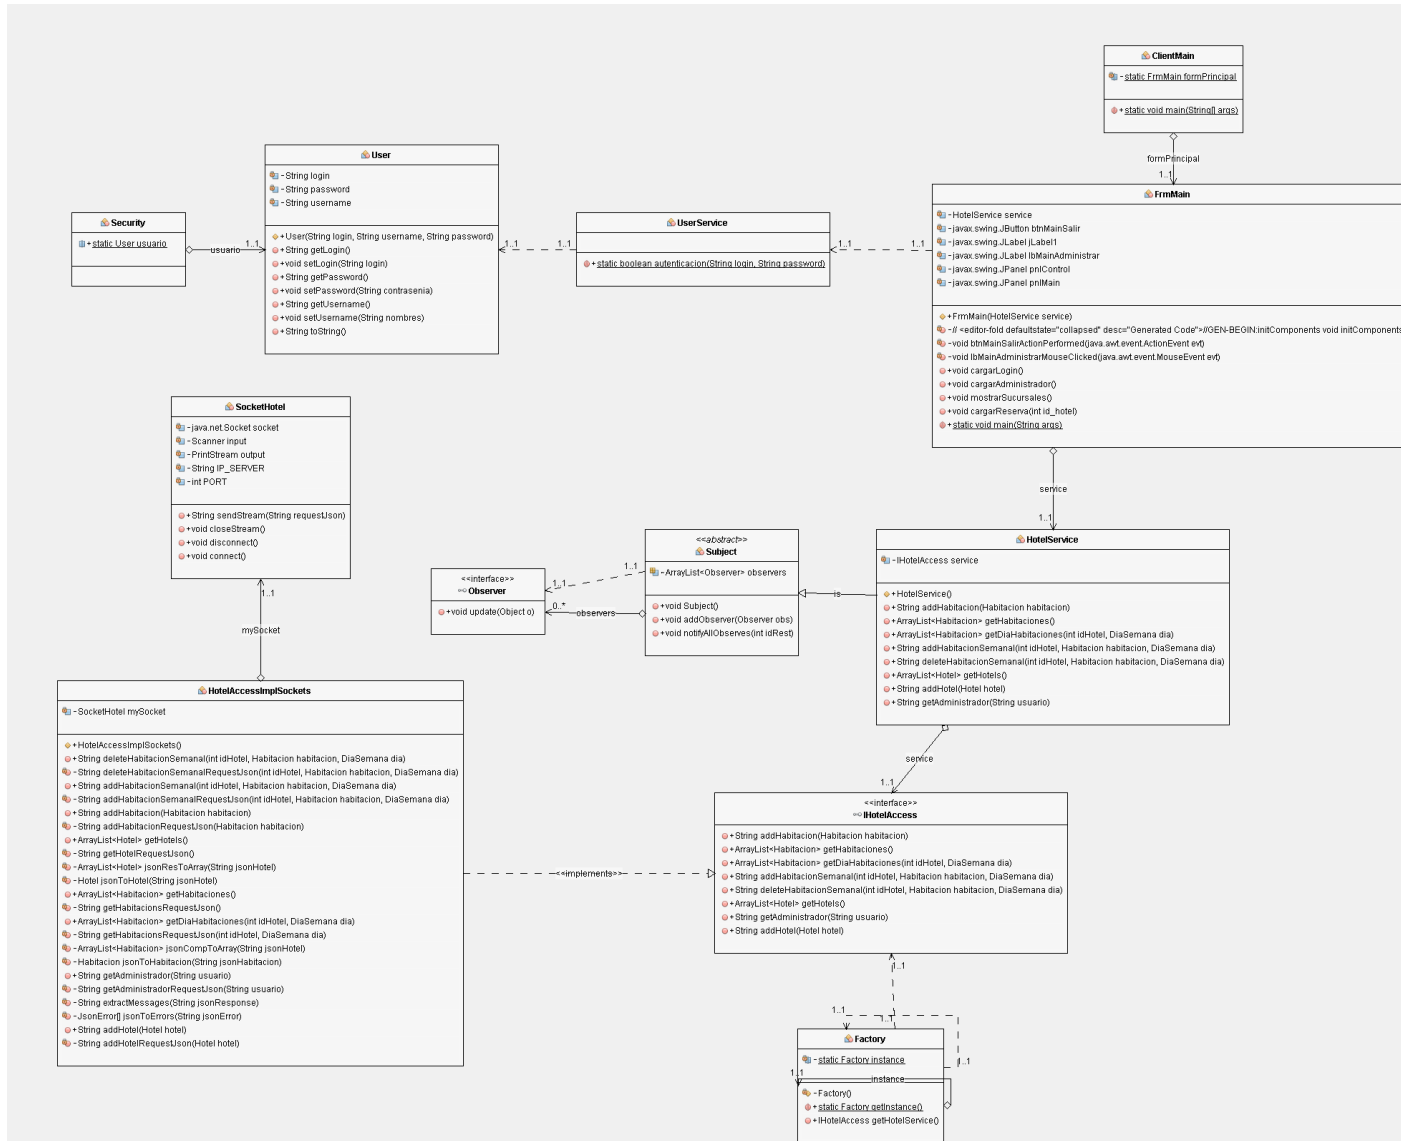 ClientMain
-static FrmMain formPrincipal
+static void main(String[] args)
formPrincipal
1..1
User
-String login
-String password
-String username
+User(String login, String username, String password)
+String getLogin()
+void setLogin(String login)
+String getPassword()
+void setPassword(String contrasenia)
+String getUsername()
+void setUsername(String nombres)
+String toString()
Security
+static User usuario
usuario
1..1
UserService
+static boolean autenticacion(String login, String password)
1..1
1..1
1..1
1..1
FrmMain
-HotelService service
-javax.swing.JButton btnMainSalir
-javax.swing.JLabel jLabel1
-javax.swing.JLabel lbMainAdministrar
-javax.swing.JPanel pnlControl
-javax.swing.JPanel pnlMain
+FrmMain(HotelService service)
-// <editor-fold defaultstate="collapsed" desc="Generated Code">//GEN-BEGIN:initComponents void initComponents
-void btnMainSalirActionPerformed(java.awt.event.ActionEvent evt)
-void lbMainAdministrarMouseClicked(java.awt.event.MouseEvent evt)
+void cargarLogin()
+void cargarAdministrador()
+void mostrarSucursales()
+void cargarReserva(int id_hotel)
+static void main(String args)
service
1..1
SocketHotel
-java.net.Socket socket
-Scanner input
-PrintStream output
-String IP_SERVER
-int PORT
+String sendStream(String requestJson)
+void closeStream()
+void disconnect()
+void connect()
1..1
mySocket
<<interface>>
Observer
+void update(Object o)
1..1
1..1
0..*
observers
<<abstract>>
Subject
-ArrayList<Observer> observers
+void Subject()
+void addObserver(Observer obs)
+void notifyAllObserves(int idRest)
is
HotelService
-IHotelAccess service
+HotelService()
+String addHabitacion(Habitacion habitacion)
+ArrayList<Habitacion> getHabitaciones()
+ArrayList<Habitacion> getDiaHabitaciones(int idHotel, DiaSemana dia)
+String addHabitacionSemanal(int idHotel, Habitacion habitacion, DiaSemana dia)
+String deleteHabitacionSemanal(int idHotel, Habitacion habitacion, DiaSemana dia)
+ArrayList<Hotel> getHotels()
+String addHotel(Hotel hotel)
+String getAdministrador(String usuario)
service
1..1
HotelAccessImplSockets
-SocketHotel mySocket
+HotelAccessImplSockets()
+String deleteHabitacionSemanal(int idHotel, Habitacion habitacion, DiaSemana dia)
-String deleteHabitacionSemanalRequestJson(int idHotel, Habitacion habitacion, DiaSemana dia)
+String addHabitacionSemanal(int idHotel, Habitacion habitacion, DiaSemana dia)
-String addHabitacionSemanalRequestJson(int idHotel, Habitacion habitacion, DiaSemana dia)
+String addHabitacion(Habitacion habitacion)
-String addHabitacionRequestJson(Habitacion habitacion)
+ArrayList<Hotel> getHotels()
-String getHotelRequestJson()
-ArrayList<Hotel> jsonResToArray(String jsonHotel)
-Hotel jsonToHotel(String jsonHotel)
+ArrayList<Habitacion> getHabitaciones()
-String getHabitacionsRequestJson()
+ArrayList<Habitacion> getDiaHabitaciones(int idHotel, DiaSemana dia)
-String getHabitacionsRequestJson(int idHotel, DiaSemana dia)
-ArrayList<Habitacion> jsonCompToArray(String jsonHotel)
-Habitacion jsonToHabitacion(String jsonHabitacion)
+String getAdministrador(String usuario)
-String getAdministradorRequestJson(String usuario)
-String extractMessages(String jsonResponse)
-JsonError[] jsonToErrors(String jsonError)
+String addHotel(Hotel hotel)
-String addHotelRequestJson(Hotel hotel)
<<implements>>
<<interface>>
IHotelAccess
+String addHabitacion(Habitacion habitacion)
+ArrayList<Habitacion> getHabitaciones()
+ArrayList<Habitacion> getDiaHabitaciones(int idHotel, DiaSemana dia)
+String addHabitacionSemanal(int idHotel, Habitacion habitacion, DiaSemana dia)
+String deleteHabitacionSemanal(int idHotel, Habitacion habitacion, DiaSemana dia)
+ArrayList<Hotel> getHotels()
+String getAdministrador(String usuario)
+String addHotel(Hotel hotel)
1..1
1..1
1..1
Factory
-static Factory instance
1..1
1..1
instance
-Factory()
+static Factory getInstance()
+IHotelAccess getHotelService()